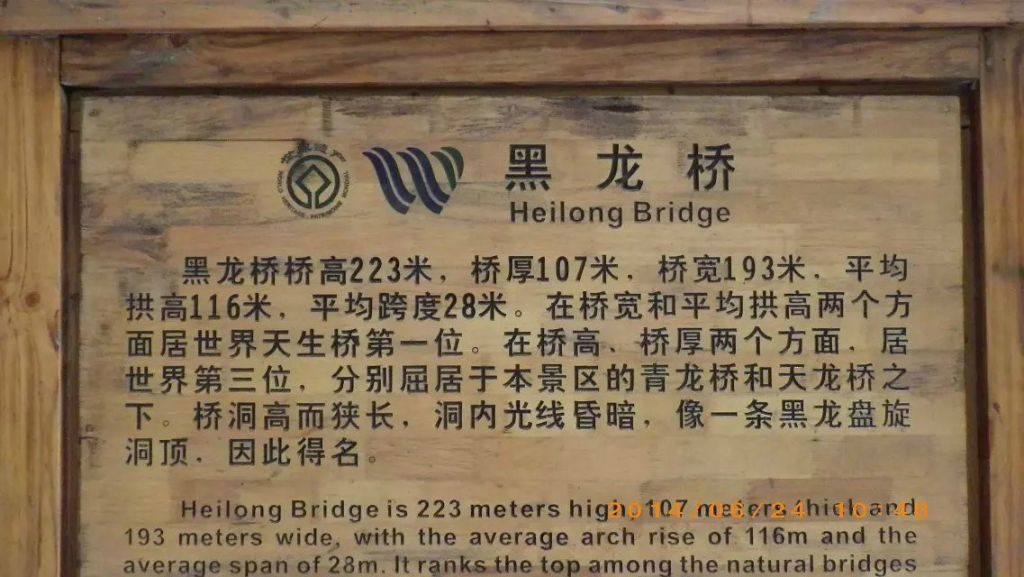 黑龙桥
Heilong Bridge
黑龙桥桥高223米，桥厚107米，桥宽193米，平均
拱高116米，平均跨度28米。在桥宽和平均拱高两个方
面居世界天生桥第一位。在桥高、桥厚两个方面，居
世界第三位，分别屈居于本景区的青龙桥和天龙桥之
下。桥洞高而狭长，洞内光线昏暗，像一条黑龙盘旋
洞顶，因此得名。
Heilong Bridge is 223 meters high, 107 meters thick and
193 meters wide, with the average arch rise of 116m and the
average span of 28m. It ranks the top among the natural bridges